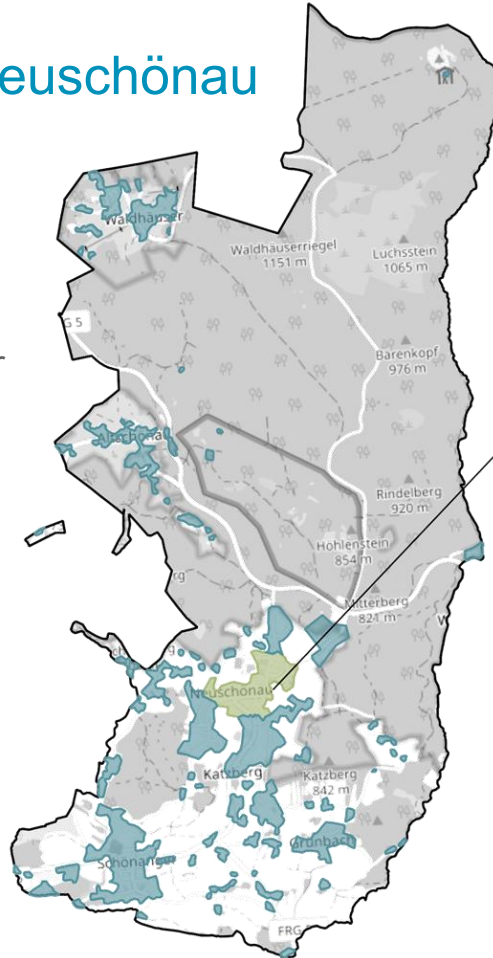 euschönau
Waldhäuser
Waldhäuserriegel
1151 m
Luchsstein
1065 m
G 5
Bärenkopf
976 m
Altschönau
Rindelberg
920 m
Höhlenstein
854 m
Mitterberg
821 m
Neuschönau
Katzberg
Katzberg
842 m
Grünbach
Schönanger
FRG